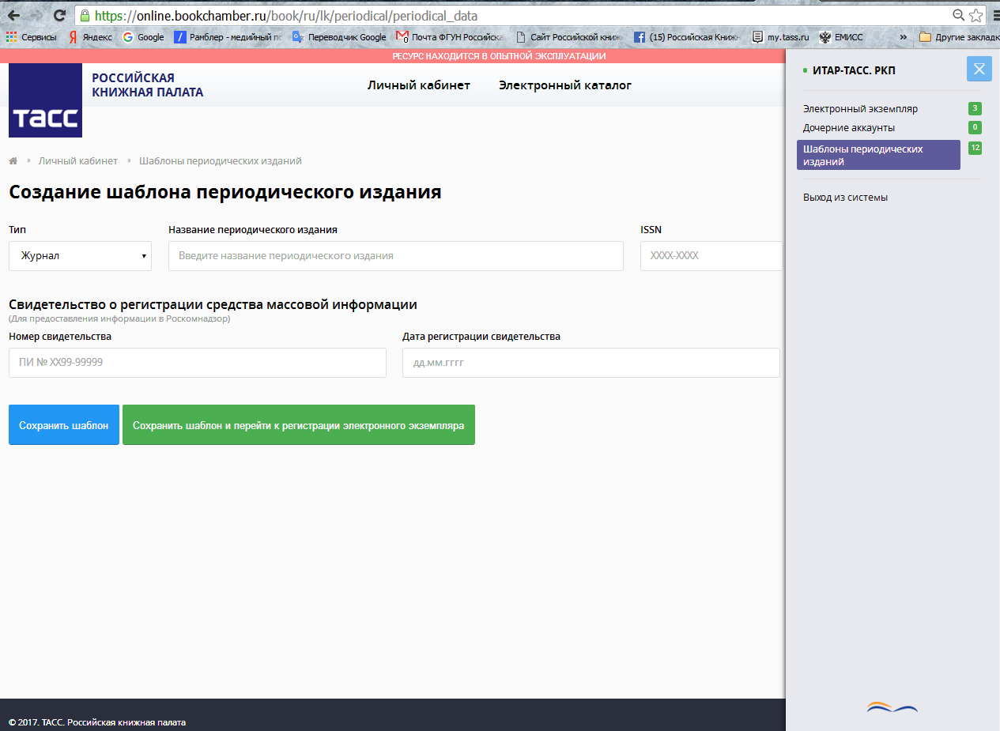 https://online.bookchamber.ru/book/ru/lk/periodical/periodical_data
Сервисы Яндекс Google Рамблер - медийный Переводчик Google Почта ФГУН Российска Сайт Российской книж (15) Российская Книжн my.tass.ru ЕМИСС » Другие закладк
РЕСУРС НАХОДИТСЯ В ОПЫТНОЙ ЭКСПЛУАТАЦИИ
ТАСС
РОССИЙСКАЯ
КНИЖНАЯ ПАЛАТА
Личный кабинет Электронный каталог
Личный кабинет Шаблоны периодических изданий
Создание шаблона периодического издания
Тип Название периодического издания ISSN
Журнал Введите название периодического издания XXXX-XXXX
Свидетельство о регистрации средства массовой информации
(Для предоставления информации в Роскомнадзор)
Номер свидетельства Дата регистрации свидетельства
ПИ № ХХ99-99999 дд.мм.гггг
Сохранить шаблон Сохранить шаблон и перейти к регистрации электронного экземпляра
ИТАР-ТАСС. РКП
Электронный экземпляр 3
Дочерние аккаунты 0
Шаблоны периодических 12
изданий
Выход из системы
© 2017. ТАСС. Российская книжная палата